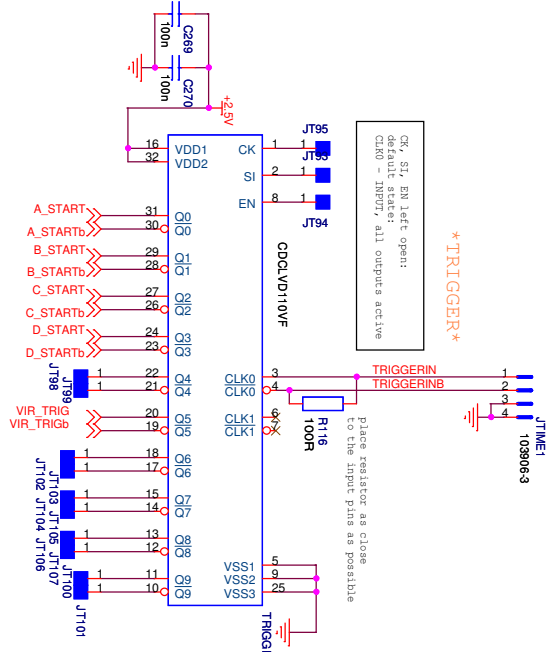 C269
100n
C270
100n
+2.5V
16 VDD1
32 VDD2
CK 1 1 JT95
SI 2 1 JT93
EN 8 1 JT94
CK, SI, EN left open:
default state:
CLK0 - INPUT, all outputs active
*TRIGGER*
CDCLVD110VF
A_START 31 Q0
A_STARTb 30 Q0
B_START 29 Q1
B_STARTb 28 Q1
C_START 27 Q2
C_STARTb 26 Q2
D_START 24 Q3
D_STARTb 23 Q3
JT99 1 22 Q4
JT98 1 21 Q4
VIR_TRIG 20 Q5
VIR_TRIGb 19 Q5
JT103 1 18 Q6
JT102 1 17 Q6
JT105 1 15 Q7
JT104 1 14 Q7
JT107 1 13 Q8
JT106 1 12 Q8
JT100 1 11 Q9
JT101 1 10 Q9
CLK0 3 TRIGGERIN 1
CLK0 4 TRIGGERINB 2
3
4
JTIME1
103906-3
CLK1 6
CLK1 7
R116
100R
place resistor as close
to the input pins as possible
VSS1 5
VSS2 9
VSS3 25